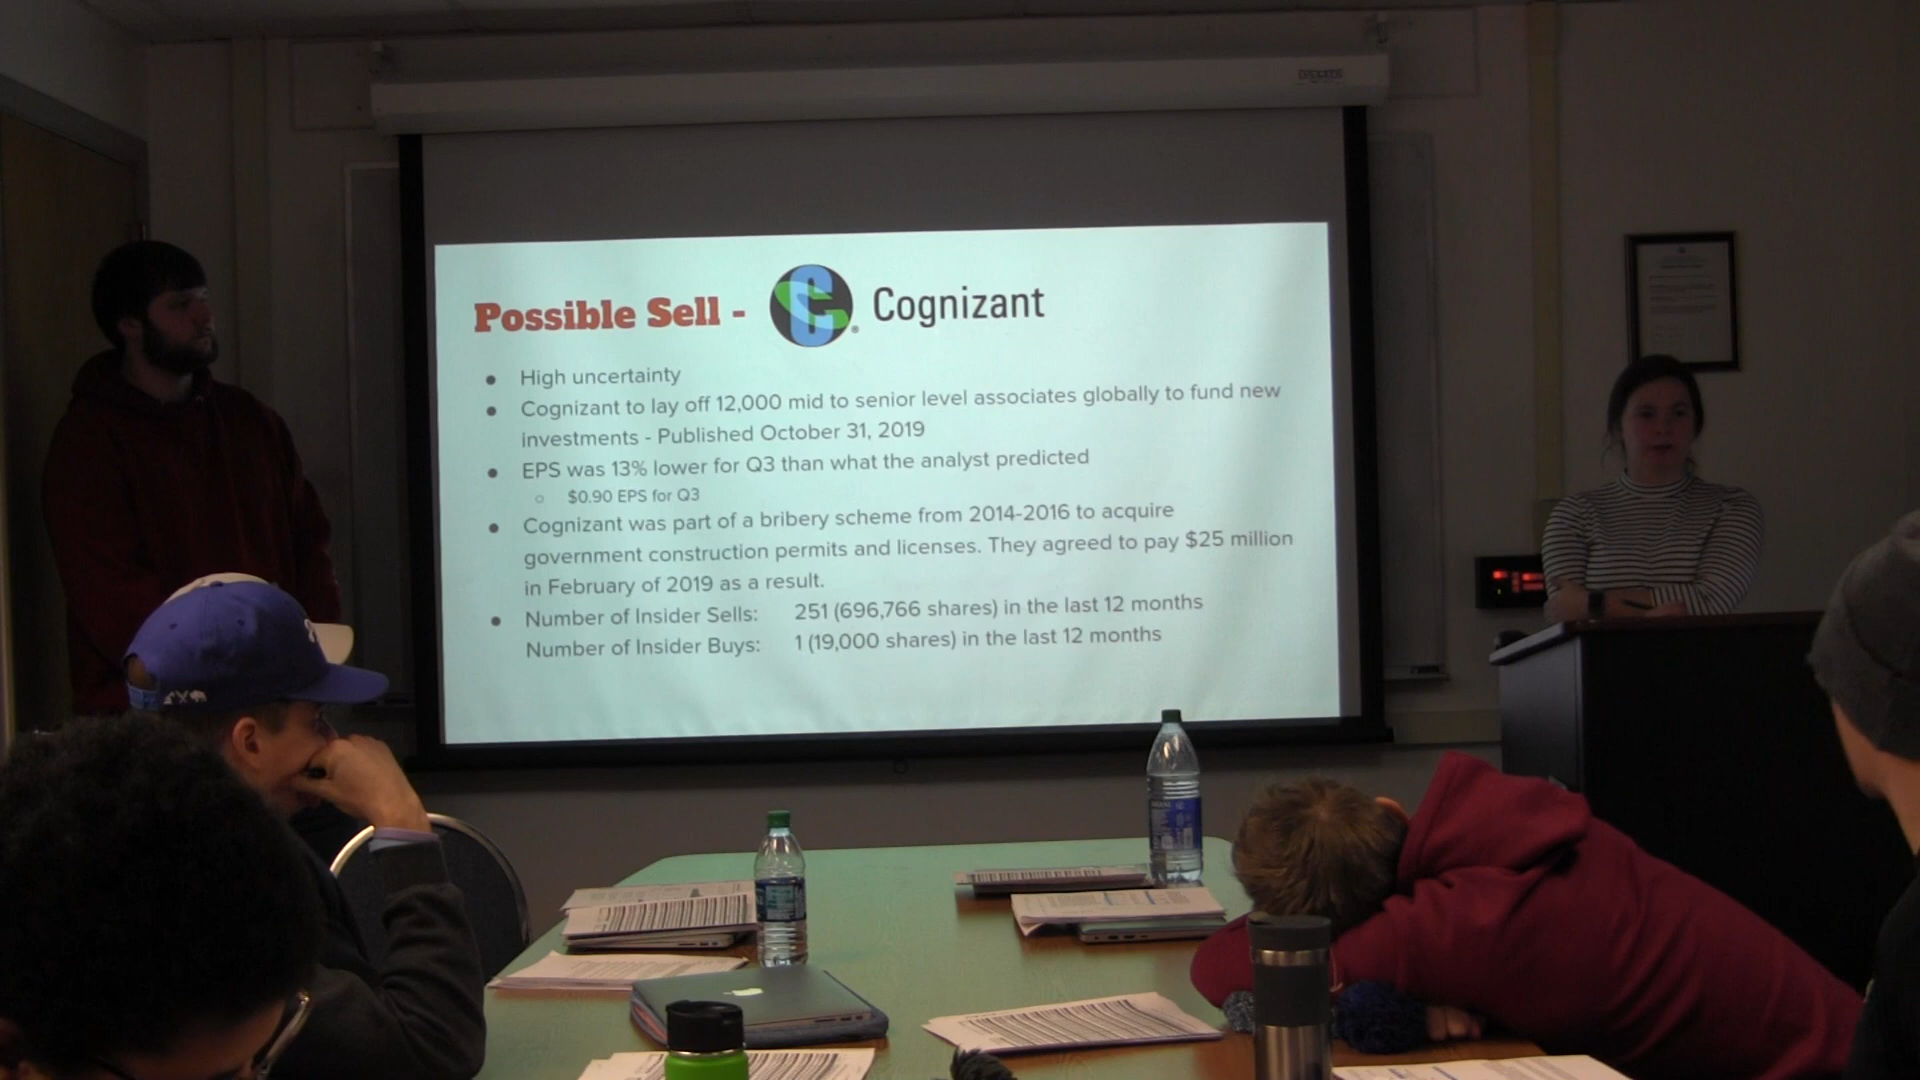 Possible Sell - Cognizant
● High uncertainty
● Cognizant to lay off 12,000 mid to senior level associates globally to fund new
investments - Published October 31, 2019
● EPS was 13% lower for Q3 than what the analyst predicted
○ $0.90 EPS for Q3
● Cognizant was part of a bribery scheme from 2014-2016 to acquire
government construction permits and licenses. They agreed to pay $25 million
in February of 2019 as a result.
● Number of Insider Sells: 251 (696,766 shares) in the last 12 months
Number of Insider Buys: 1 (19,000 shares) in the last 12 months